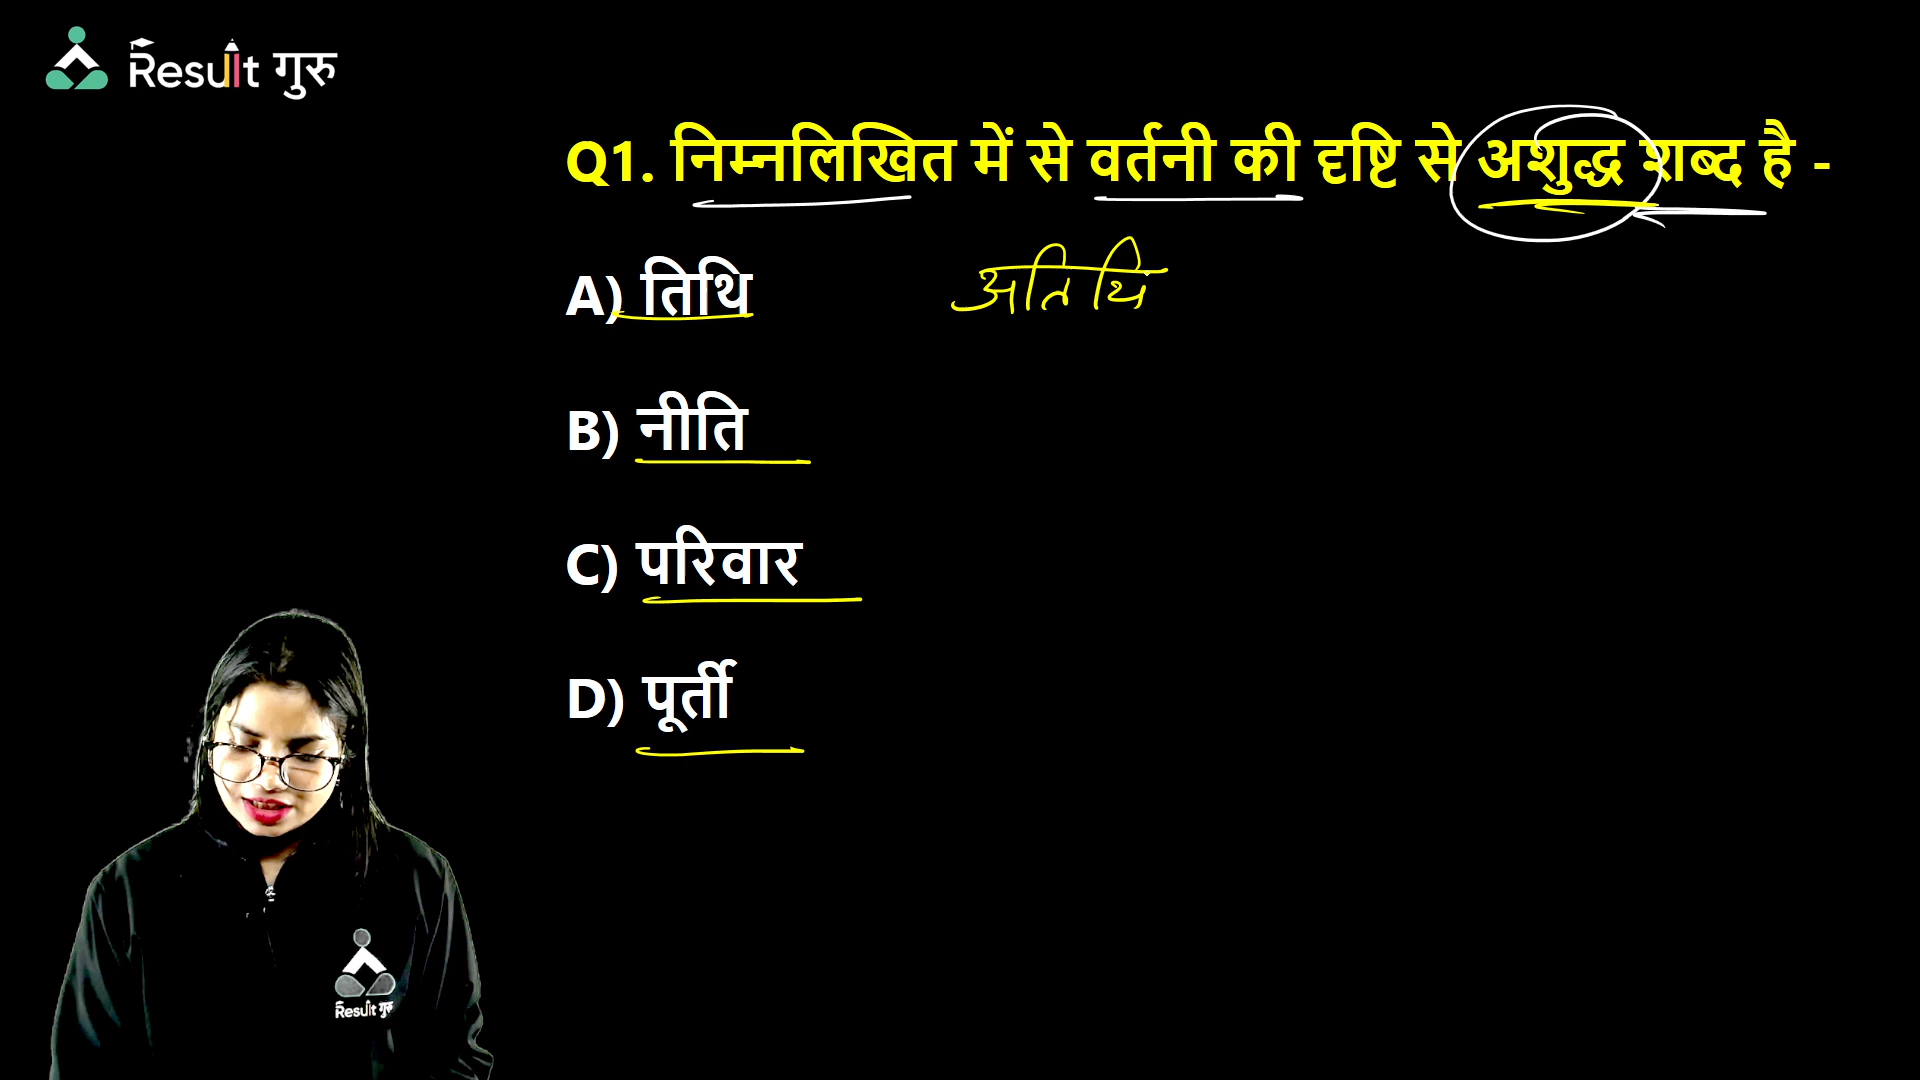 Result गुरु
Q1. निम्नलिखित में से वर्तनी की दृष्टि से अशुद्ध शब्द है -
A) तिथि
अतिथि
B) नीति
C) परिवार
D) पूर्ती
Result गुरु